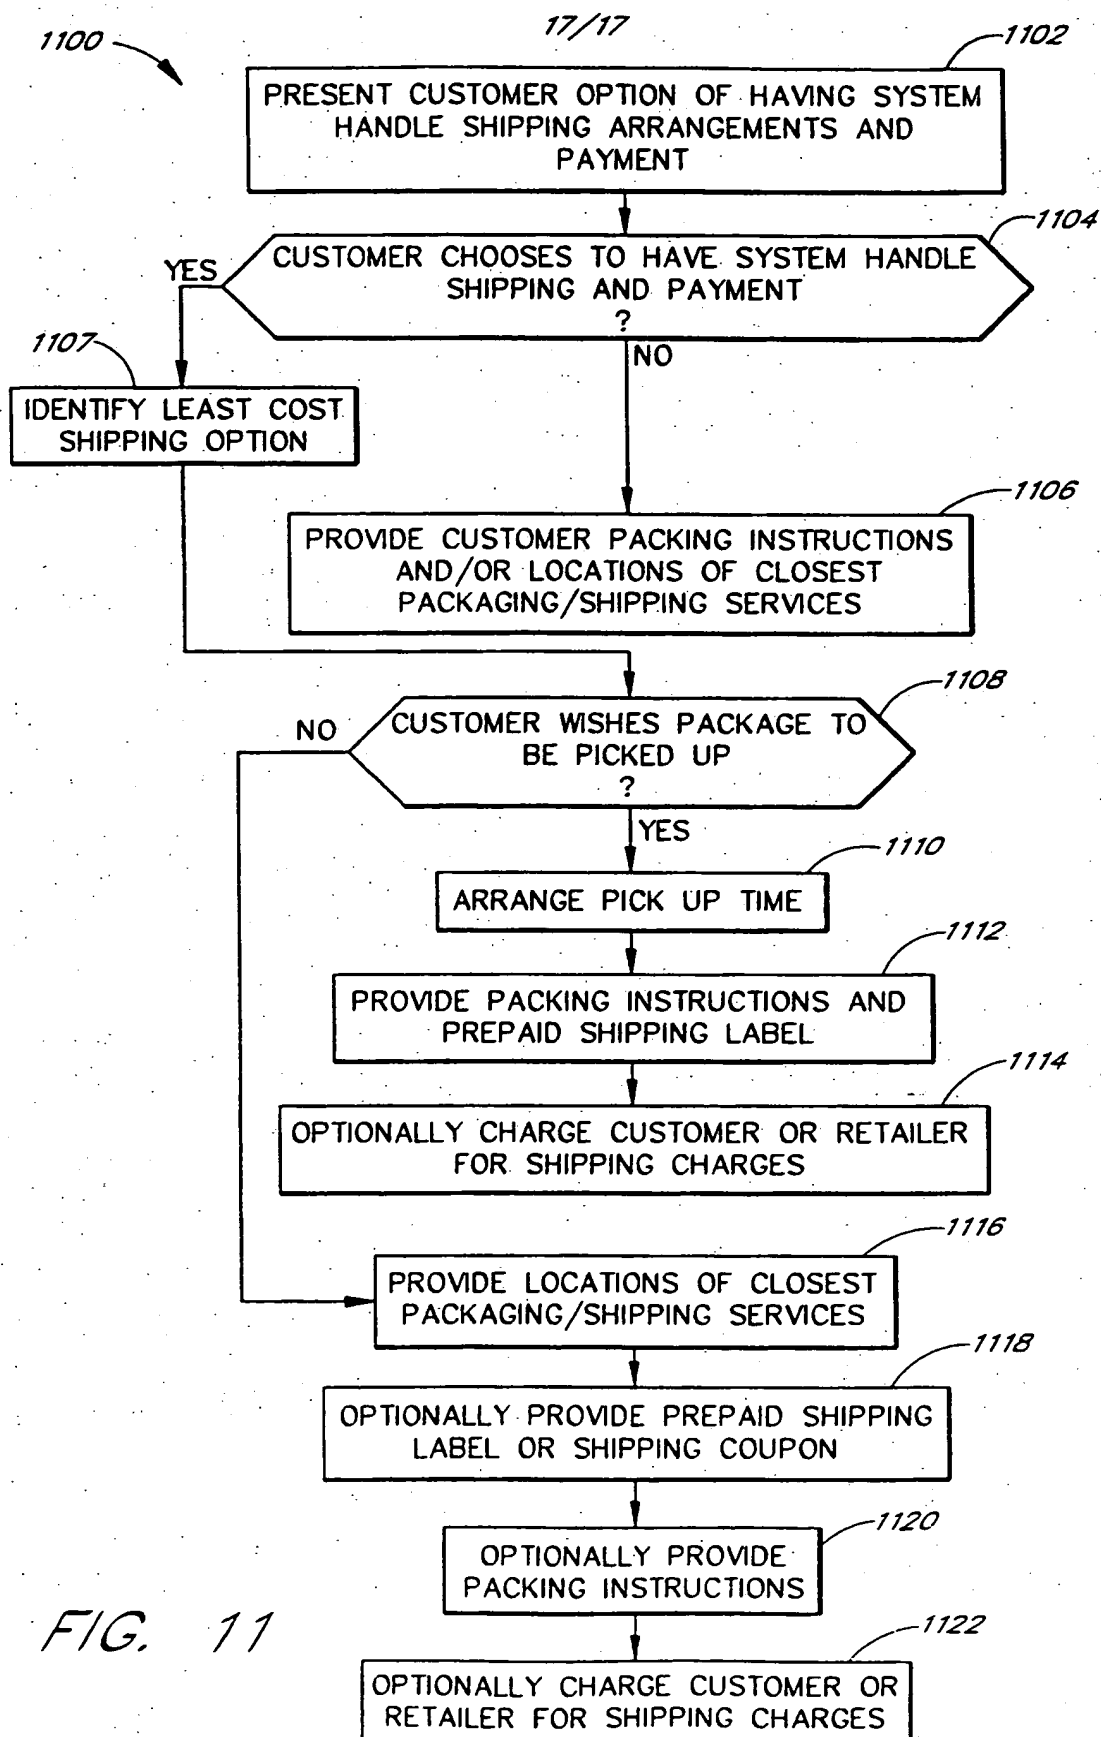 17/17
1100
1102
PRESENT CUSTOMER OPTION OF HAVING SYSTEM
HANDLE SHIPPING ARRANGEMENTS AND
PAYMENT
1104
CUSTOMER CHOOSES TO HAVE SYSTEM HANDLE
SHIPPING AND PAYMENT
?
YES
NO
1107
IDENTIFY LEAST COST
SHIPPING OPTION
1106
PROVIDE CUSTOMER PACKING INSTRUCTIONS
AND/OR LOCATIONS OF CLOSEST
PACKAGING/SHIPPING SERVICES
1108
CUSTOMER WISHES PACKAGE TO
BE PICKED UP
?
NO
YES
1110
ARRANGE PICK UP TIME
1112
PROVIDE PACKING INSTRUCTIONS AND
PREPAID SHIPPING LABEL
1114
OPTIONALLY CHARGE CUSTOMER OR RETAILER
FOR SHIPPING CHARGES
1116
PROVIDE LOCATIONS OF CLOSEST
PACKAGING/SHIPPING SERVICES
1118
OPTIONALLY PROVIDE PREPAID SHIPPING
LABEL OR SHIPPING COUPON
1120
OPTIONALLY PROVIDE
PACKING INSTRUCTIONS
1122
OPTIONALLY CHARGE CUSTOMER OR
RETAILER FOR SHIPPING CHARGES
FIG. 11